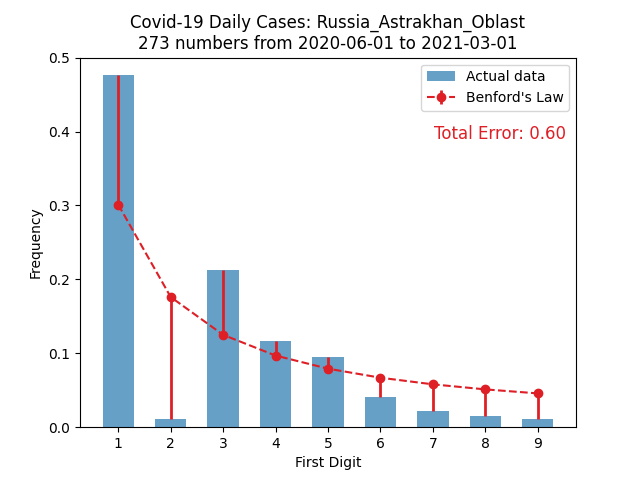 Covid-19 Daily Cases: Russia_Astrakhan_Oblast
273 numbers from 2020-06-01 to 2021-03-01
Actual data
Benford's Law
Total Error: 0.60
Frequency
0.5
0.4
0.3
0.2
0.1
0.0
1 2 3 4 5 6 7 8 9
First Digit